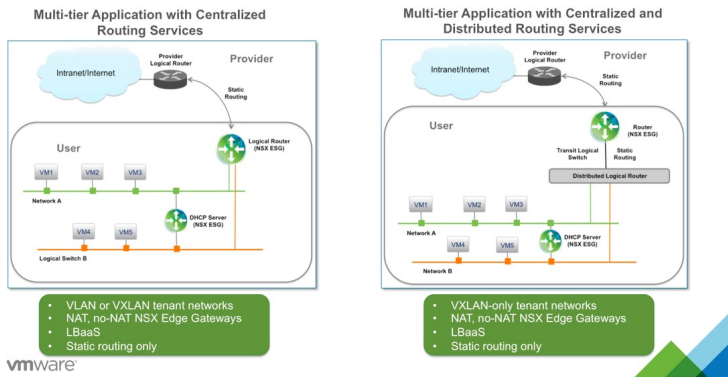 Multi-tier Application with Centralized
Routing Services
Provider
Intranet/Internet
Provider
Logical Router
Static
Routing
User
Logical Router
(NSX ESG)
VM1
VM2
VM3
Network A
DHCP Server
(NSX ESG)
VM4
VM5
Logical Switch B
• VLAN or VXLAN tenant networks
• NAT, no-NAT NSX Edge Gateways
• LBaaS
• Static routing only
Multi-tier Application with Centralized and
Distributed Routing Services
Provider
Intranet/Internet
Provider
Logical Router
Static
Routing
User
Router
(NSX ESG)
Transit Logical
Switch
Static
Routing
Distributed Logical Router
VM1
VM2
VM3
Network A
DHCP Server
(NSX ESG)
VM4
VM5
Network B
• VXLAN-only tenant networks
• NAT, no-NAT NSX Edge Gateways
• LBaaS
• Static routing only
vmware